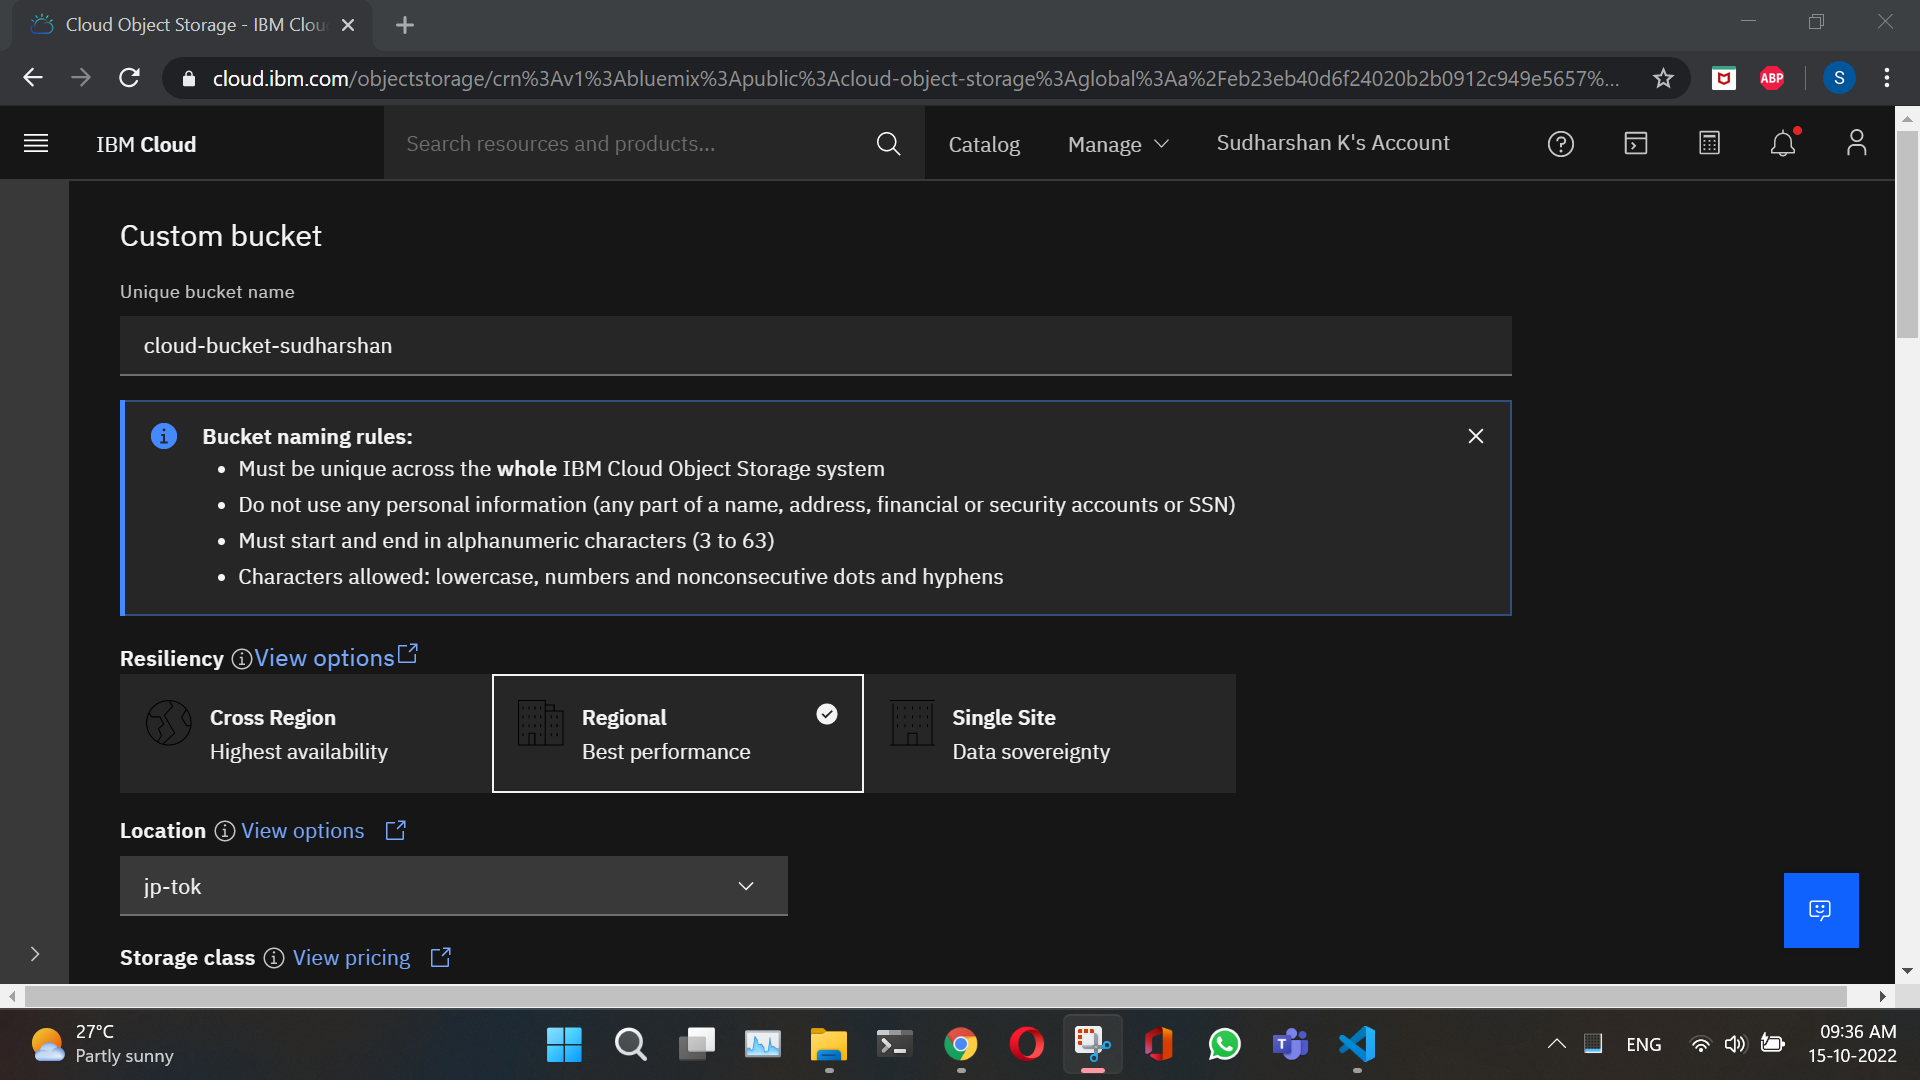 Cloud Object Storage - IBM Clou
cloud.ibm.com/objectstorage/crn%3Av1%3Abluemix%3Apublic%3Acloud-object-storage%3Aglobal%3Aa%2Feb23eb40d6f24020b2b0912c949e5657%...
ABP
S
IBM Cloud
Search resources and products...
Catalog
Manage
Sudharshan K's Account
Custom bucket
Unique bucket name
cloud-bucket-sudharshan
Bucket naming rules:
• Must be unique across the whole IBM Cloud Object Storage system
• Do not use any personal information (any part of a name, address, financial or security accounts or SSN)
• Must start and end in alphanumeric characters (3 to 63)
• Characters allowed: lowercase, numbers and nonconsecutive dots and hyphens
Resiliency View options
Cross Region
Highest availability
Regional
Best performance
Single Site
Data sovereignty
Location View options
jp-tok
Storage class View pricing
27°C
Partly sunny
ENG
09:36 AM
15-10-2022